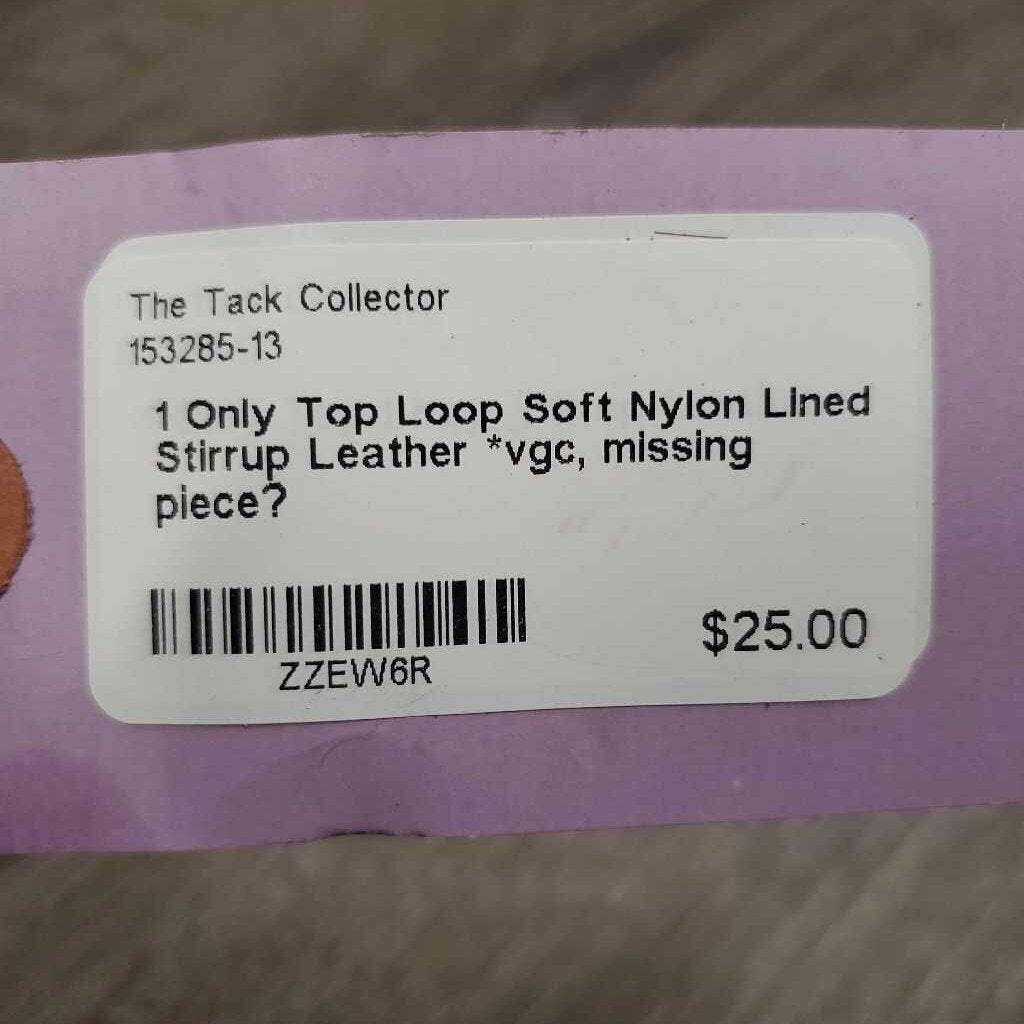 The Tack Collector
153285-13
1 Only Top Loop Soft Nylon Lined
Stirrup Leather *vgc, missing
piece?
ZZEW6R
$25.00